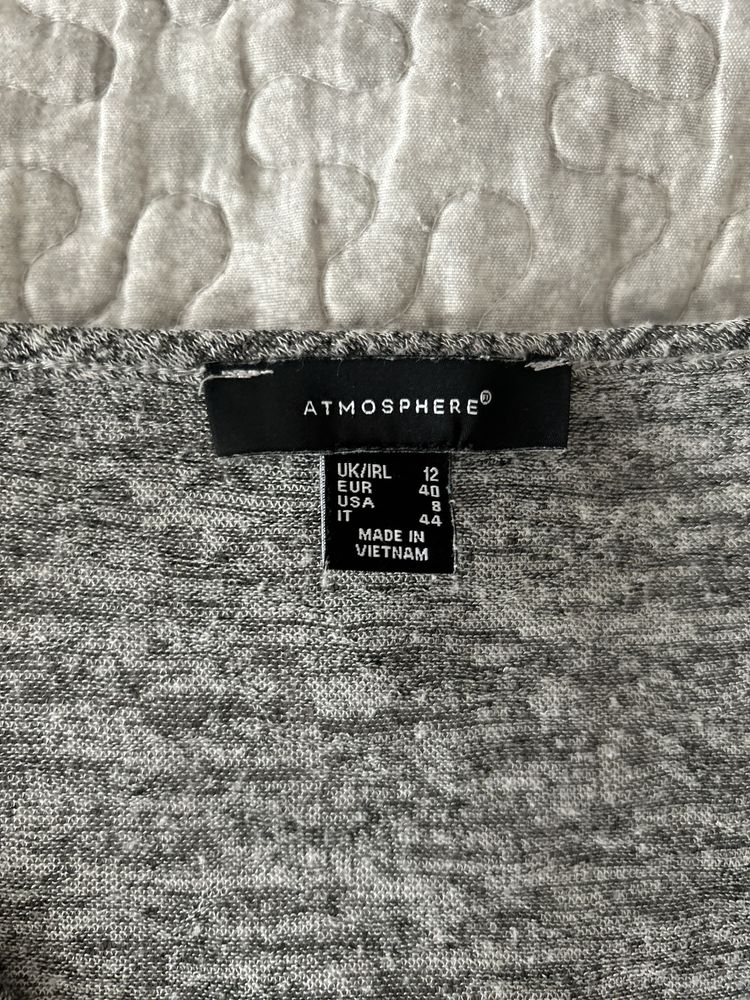 ATMOSPHERE®
UK/IRL 12
EUR 40
USA 8
IT 44
MADE IN
VIETNAM